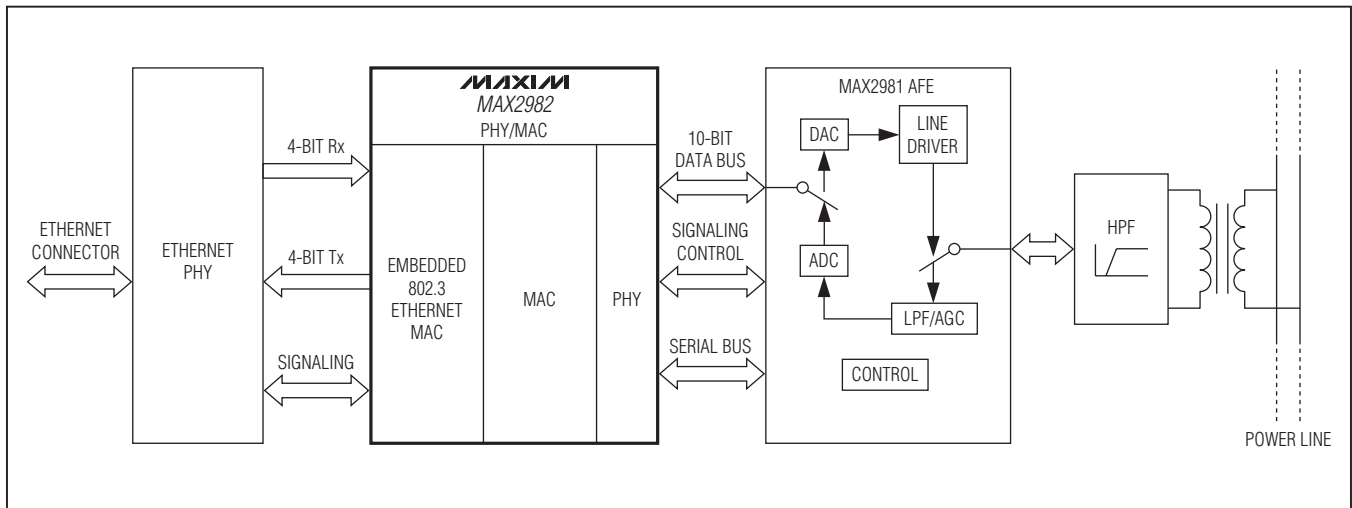 ETHERNET
CONNECTOR
ETHERNET
PHY
4-BIT Rx
4-BIT Tx
SIGNALING
MAXIM
MAX2982
PHY/MAC
EMBEDDED
802.3
ETHERNET
MAC
MAC
PHY
10-BIT
DATA BUS
SIGNALING
CONTROL
SERIAL BUS
MAX2981 AFE
DAC
LINE
DRIVER
ADC
LPF/AGC
CONTROL
HPF
POWER LINE